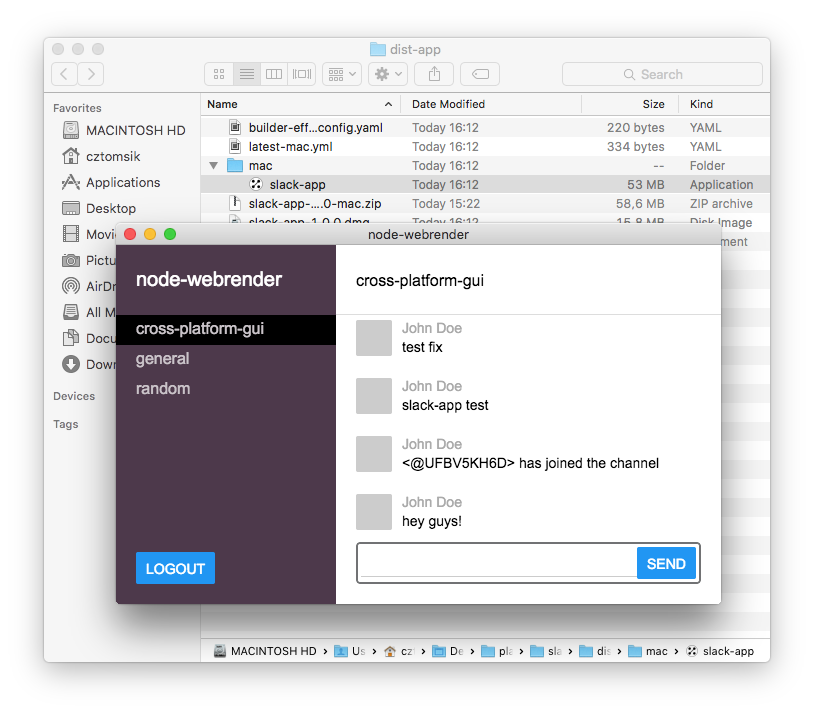 dist-app
Search
Favorites
MACINTOSH HD
cztomsik
Applications
Desktop
Movi
Pictu
AirDr
All M
Docu
Down
Devices
Tags
Name Date Modified Size Kind
builder-eff...config.yaml Today 16:12 220 bytes YAML
latest-mac.yml Today 16:12 334 bytes YAML
mac Today 16:12 -- Folder
slack-app Today 16:12 53 MB Application
slack-app-....0-mac.zip Today 15:22 58,6 MB ZIP archive
slack-app-1.0.0.dmg Today 16:12 15,8 MB Disk Image
ment
node-webrender
node-webrender
cross-platform-gui
general
random
LOGOUT
cross-platform-gui
John Doe
test fix
John Doe
slack-app test
John Doe
<@UFBV5KH6D> has joined the channel
John Doe
hey guys!
SEND
MACINTOSH HD › Us › cz › De › pl › sla › dis › mac › slack-app